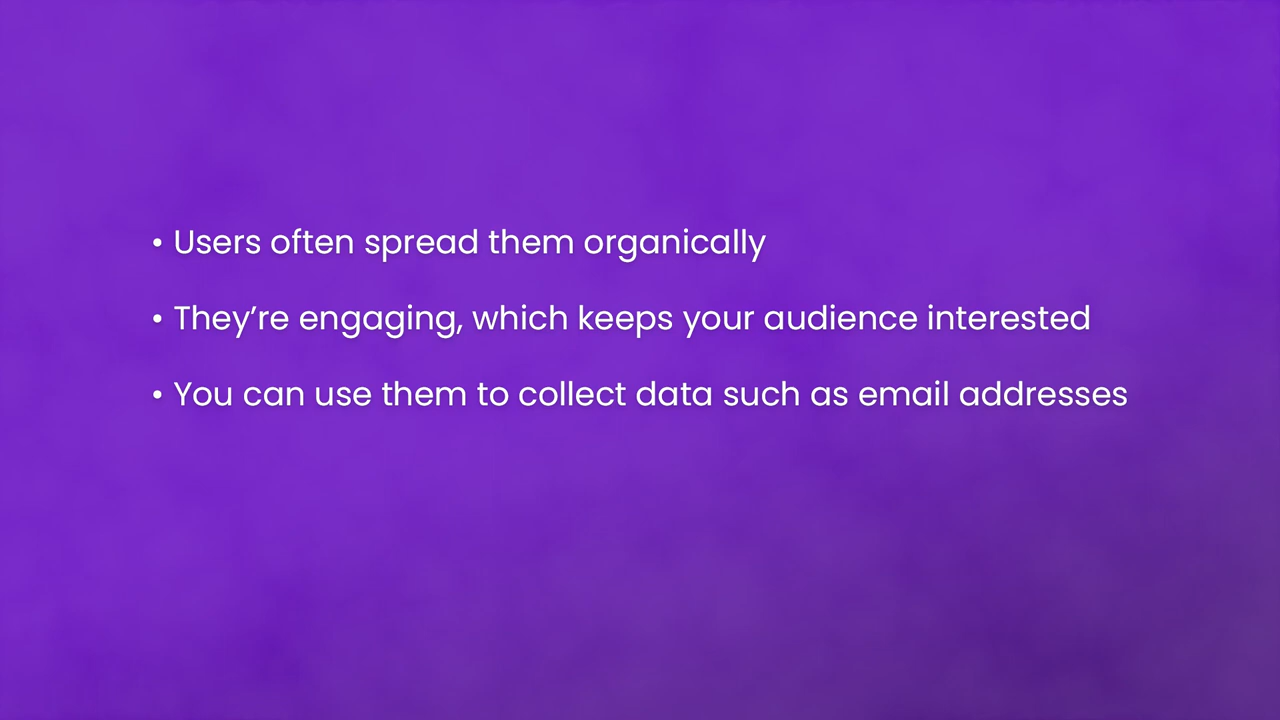 • Users often spread them organically
• They’re engaging, which keeps your audience interested
• You can use them to collect data such as email addresses